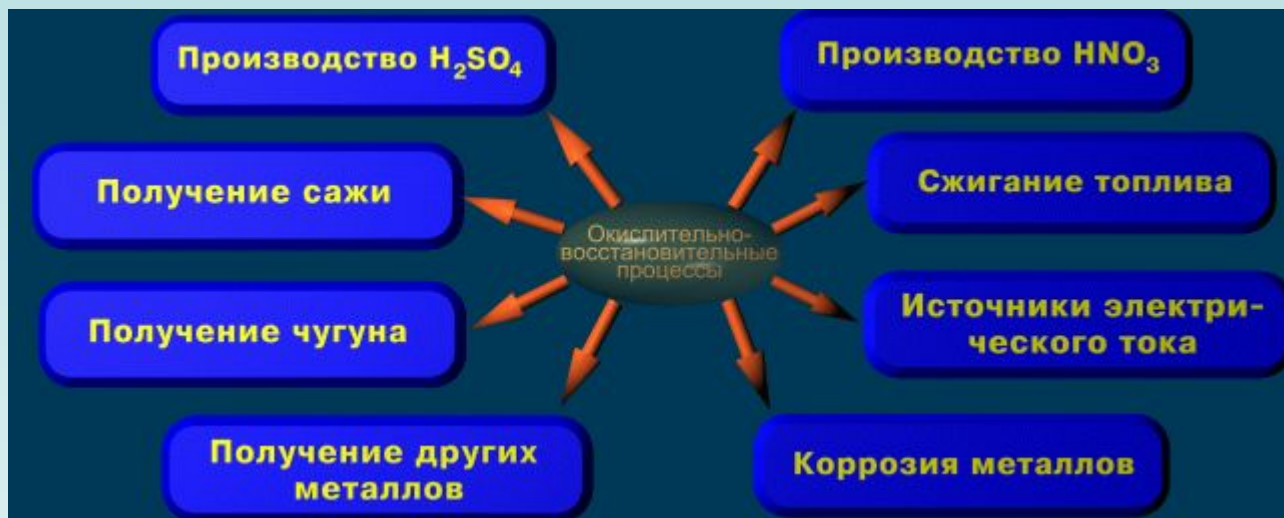 Производство H₂SO₄
Производство HNO₃
Получение сажи
Сжигание топлива
Окислительно-
восстановительные
процессы
Получение чугуна
Источники электри-
ческого тока
Получение других
металлов
Коррозия металлов